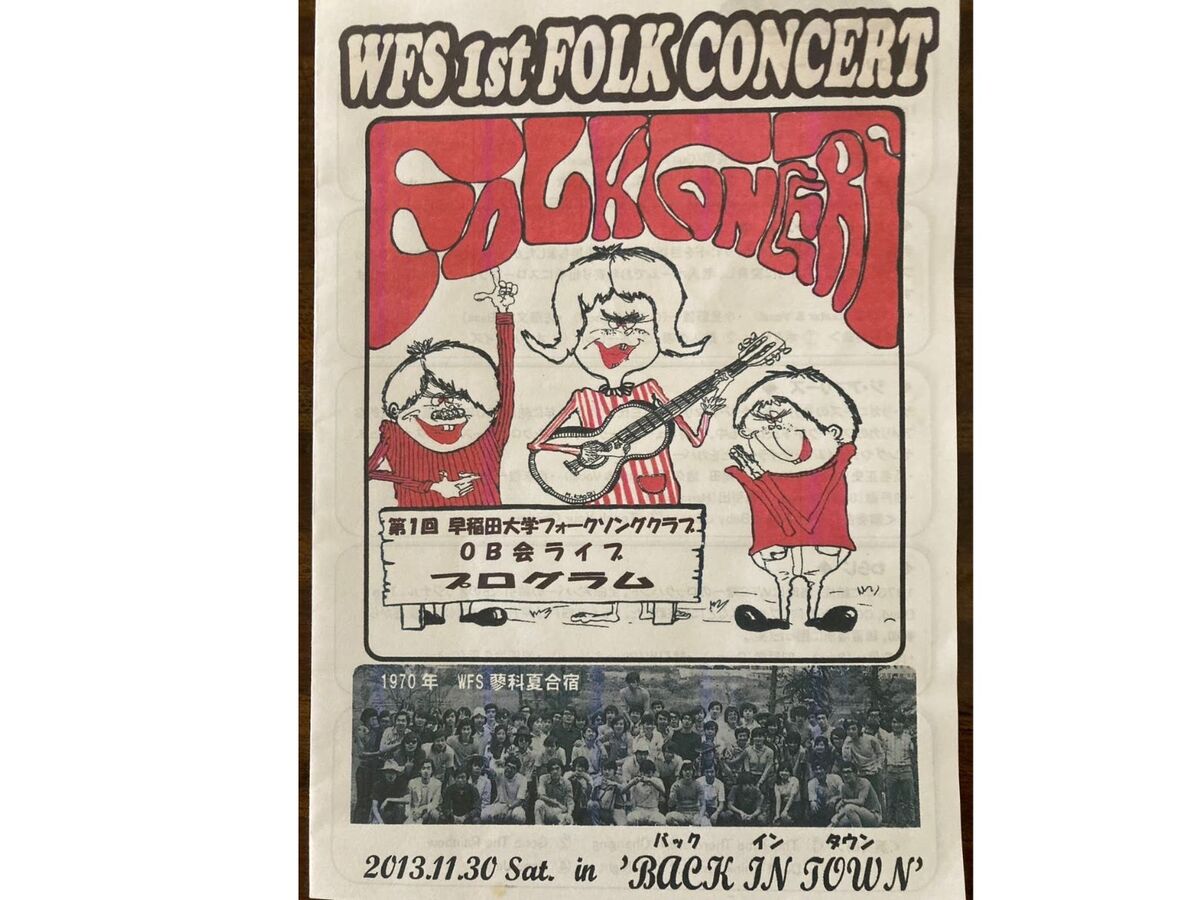 WFS 1st FOLK CONCERT
FOLK CONCERT
第1回 早稲田大学フォークソングクラブ
OB会ライブ
プログラム
1970年 WFS 蓼科夏合宿
バック イン タウン
2013.11.30 Sat. in 'BACK IN TOWN'